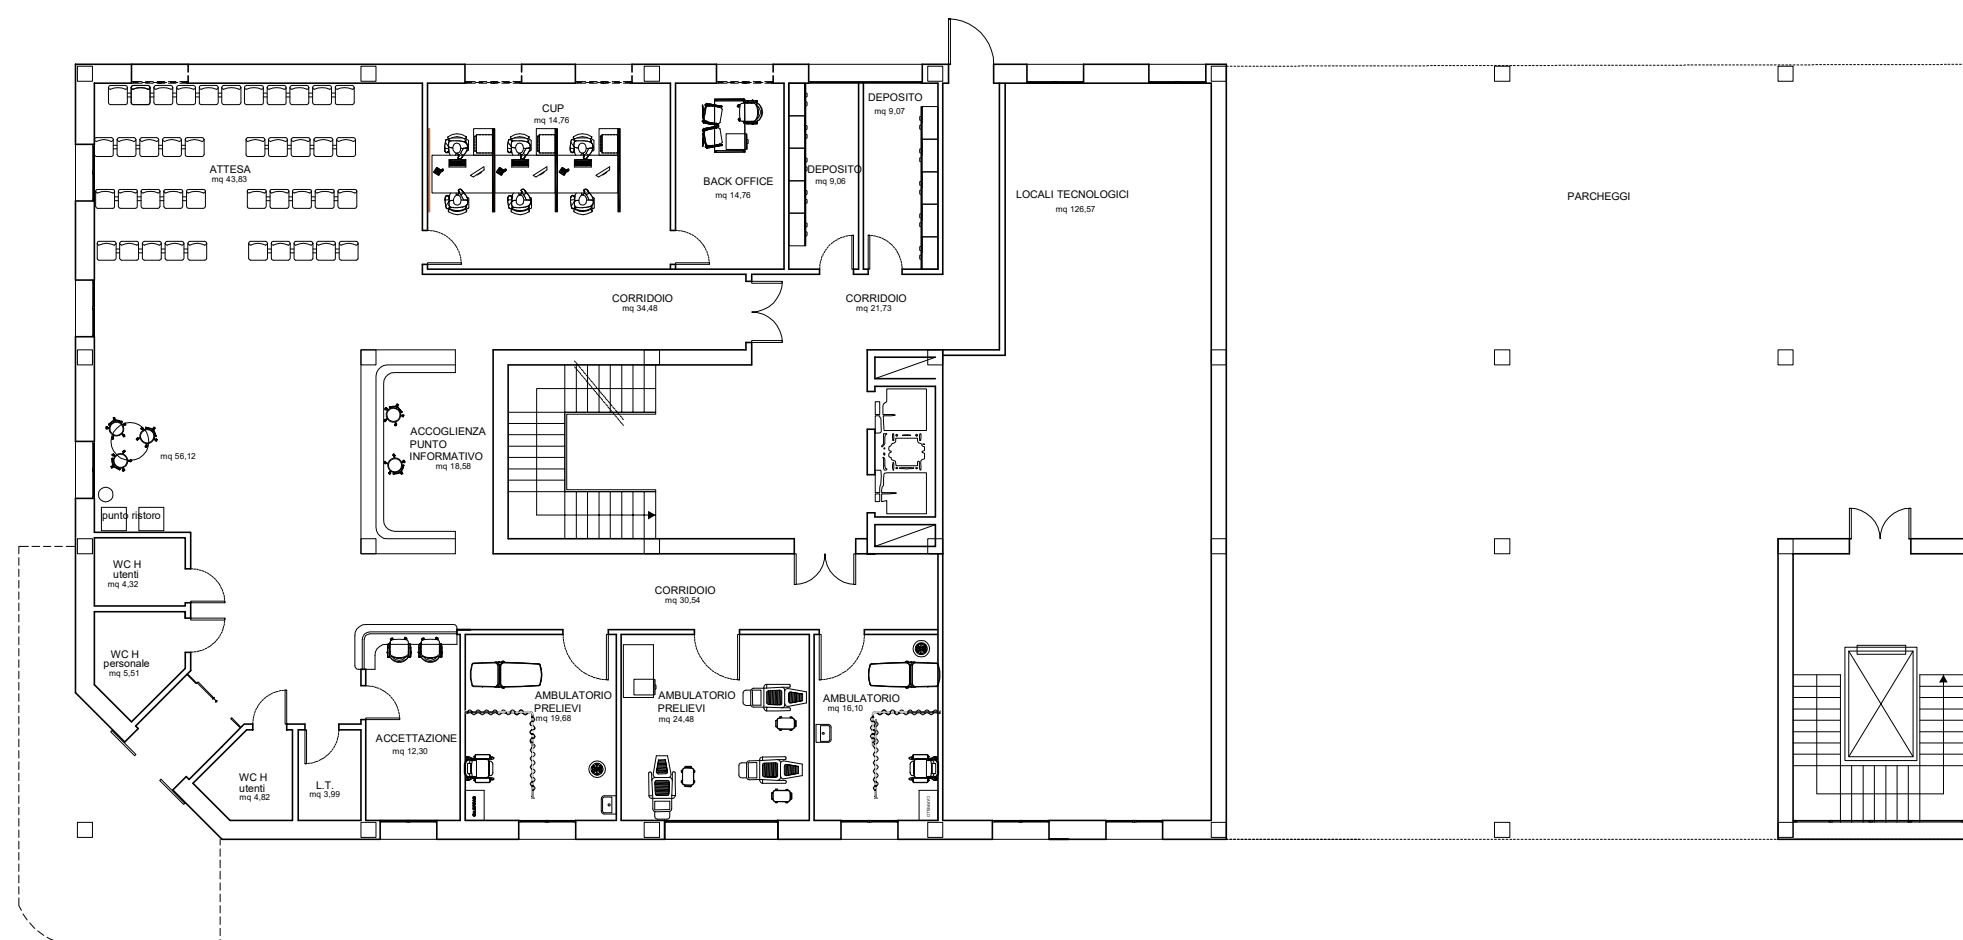 ATTESA
mq 43,83
CUP
mq 14,76
BACK OFFICE
mq 14,76
DEPOSITO
mq 9,06
DEPOSITO
mq 9,07
LOCALI TECNOLOGICI
mq 126,57
PARCHEGGI
CORRIDOIO
mq 34,48
CORRIDOIO
mq 21,73
ACCOGLIENZA
PUNTO
INFORMATIVO
mq 18,58
mq 56,12
punto ristoro
WC H
utenti
mq 4,32
WC H
personale
mq 5,51
CORRIDOIO
mq 30,54
WC H
utenti
mq 4,82
L.T.
mq 3,99
ACCETTAZIONE
mq 12,30
AMBULATORIO
PRELIEVI
mq 19,68
AMBULATORIO
PRELIEVI
mq 24,48
AMBULATORIO
mq 16,10
CARRELLO